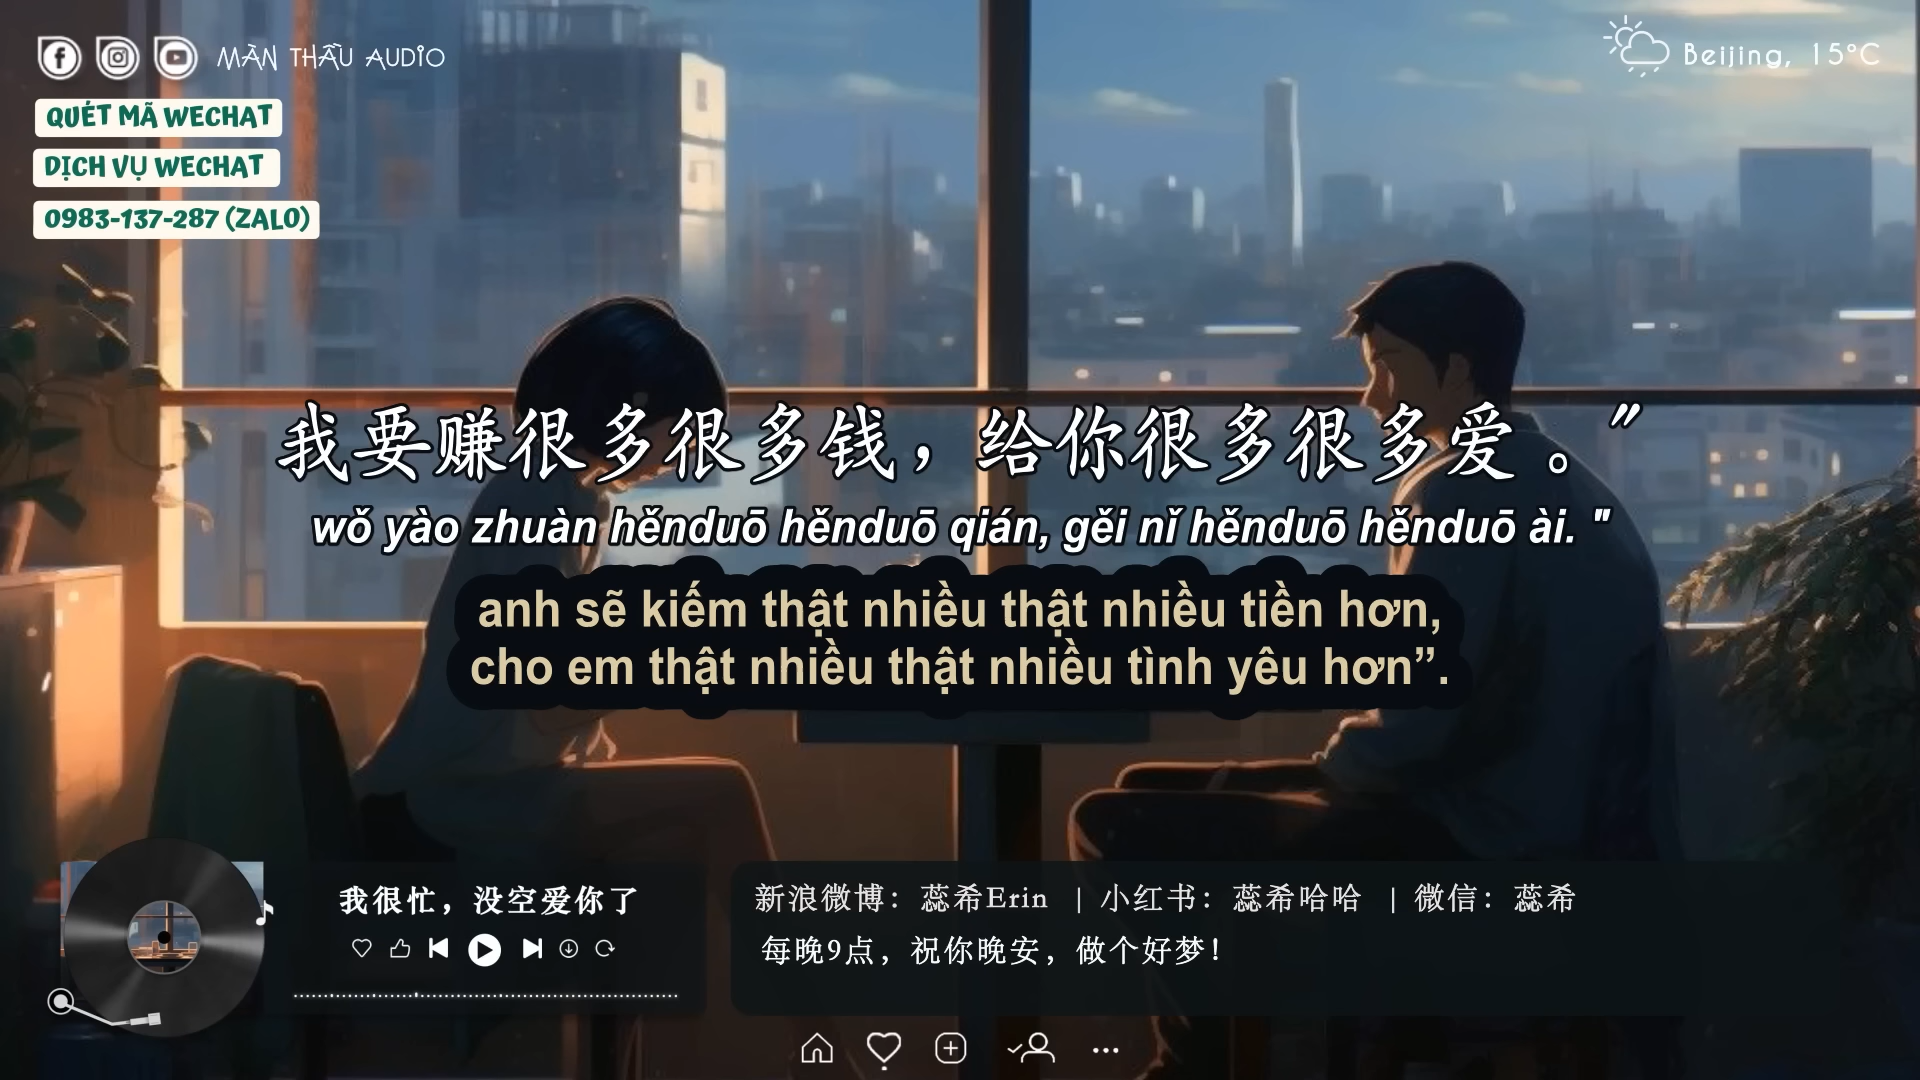 MÀN THẦU AUDIO
Beijing, 15°C
QUÉT MÃ WECHAT
DỊCH VỤ WECHAT
0983-137-287 (ZALO)
我要赚很多很多钱，给你很多很多爱。"
wǒ yào zhuàn hěnduō hěnduō qián, gěi nǐ hěnduō hěnduō ài. "
anh sẽ kiếm thật nhiều thật nhiều tiền hơn,
cho em thật nhiều thật nhiều tình yêu hơn”.
我很忙，没空爱你了
新浪微博：蕊希Erin | 小红书：蕊希哈哈 | 微信：蕊希
每晚9点，祝你晚安，做个好梦！